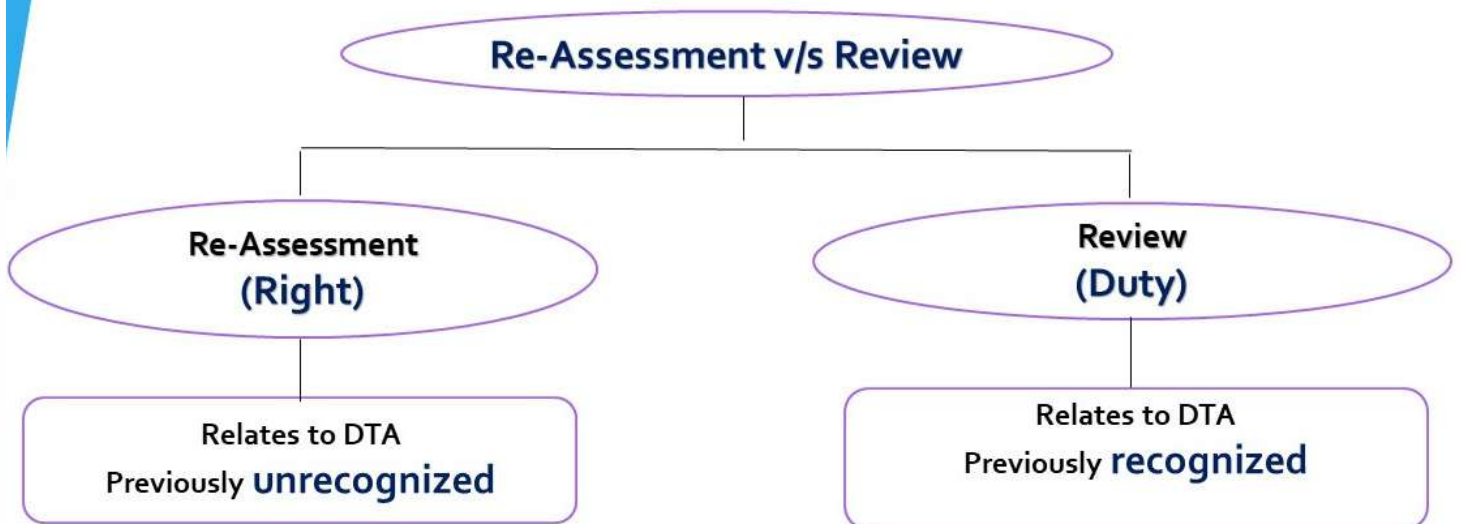 Re-Assessment v/s Review
Re-Assessment
(Right)
Review
(Duty)
Relates to DTA
Previously unrecognized
Relates to DTA
Previously recognized